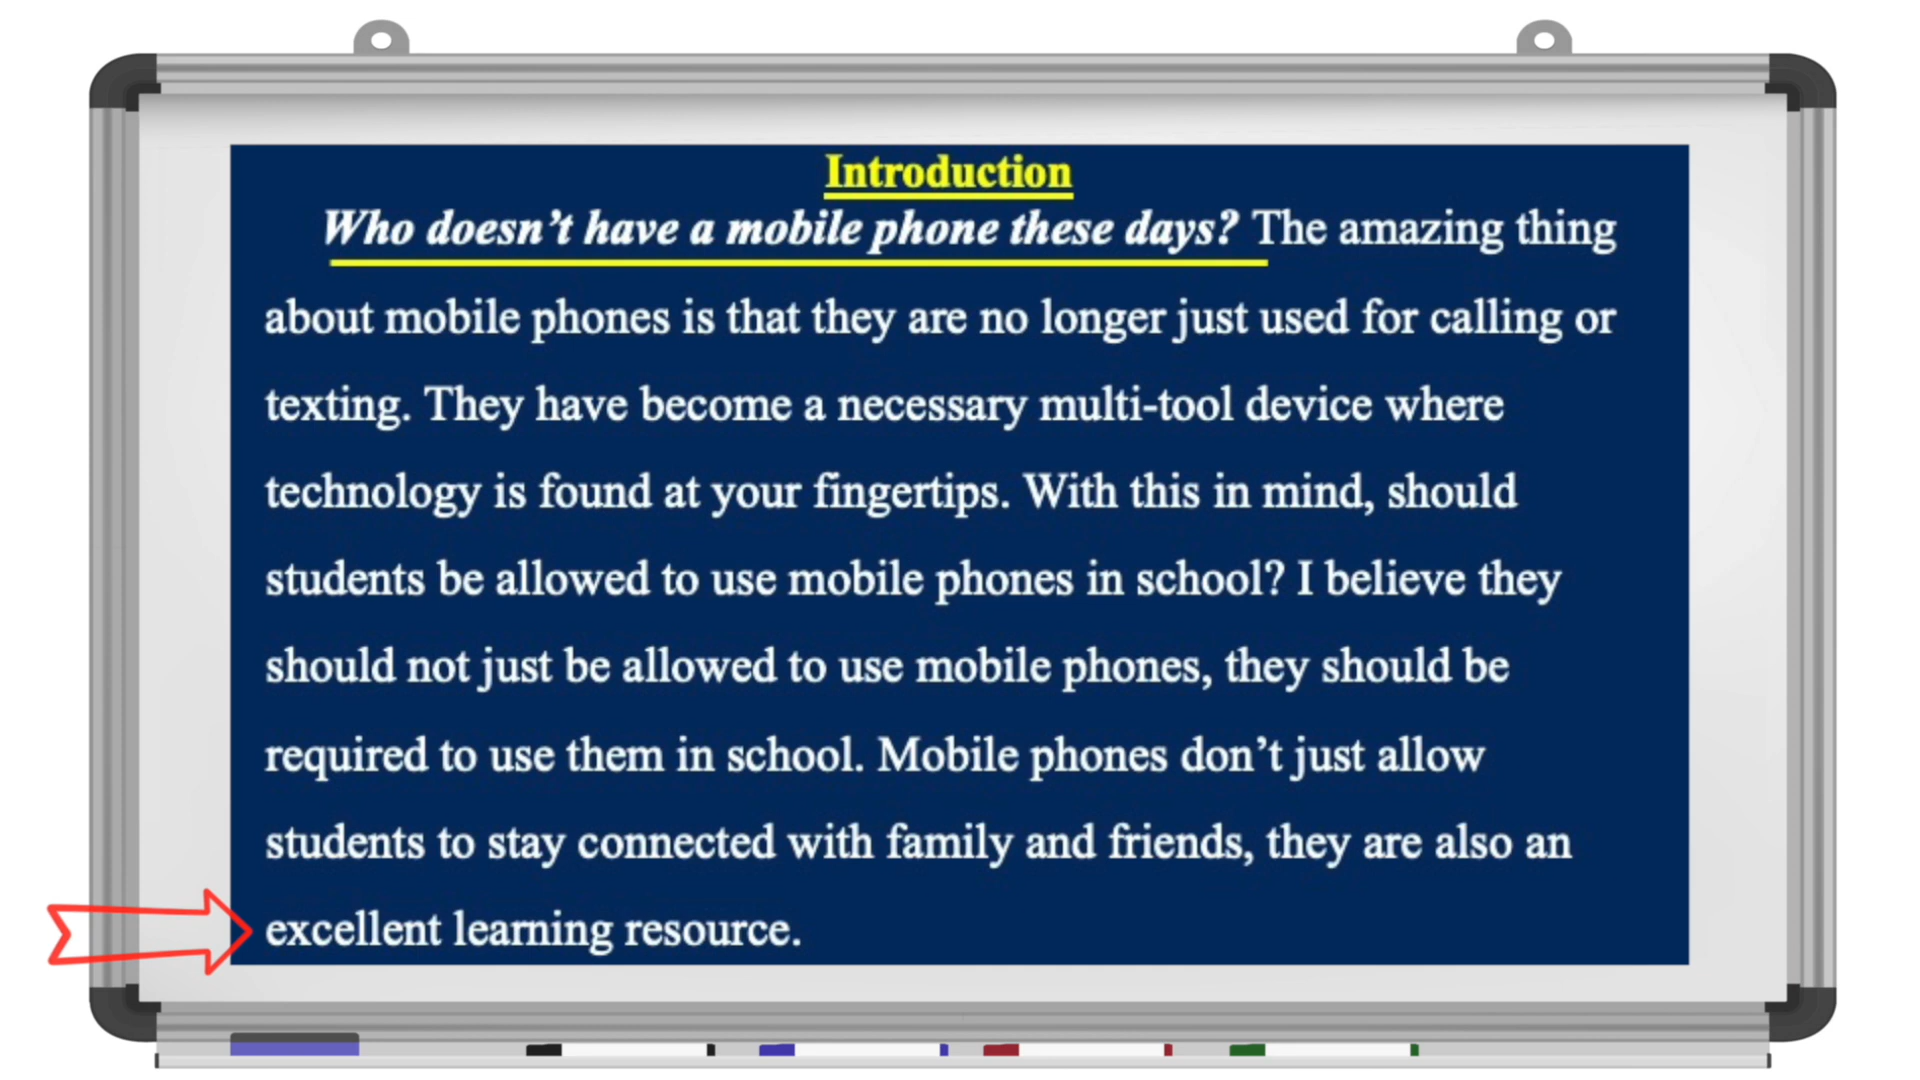 Introduction
Who doesn’t have a mobile phone these days? The amazing thing
about mobile phones is that they are no longer just used for calling or
texting. They have become a necessary multi-tool device where
technology is found at your fingertips. With this in mind, should
students be allowed to use mobile phones in school? I believe they
should not just be allowed to use mobile phones, they should be
required to use them in school. Mobile phones don’t just allow
students to stay connected with family and friends, they are also an
excellent learning resource.